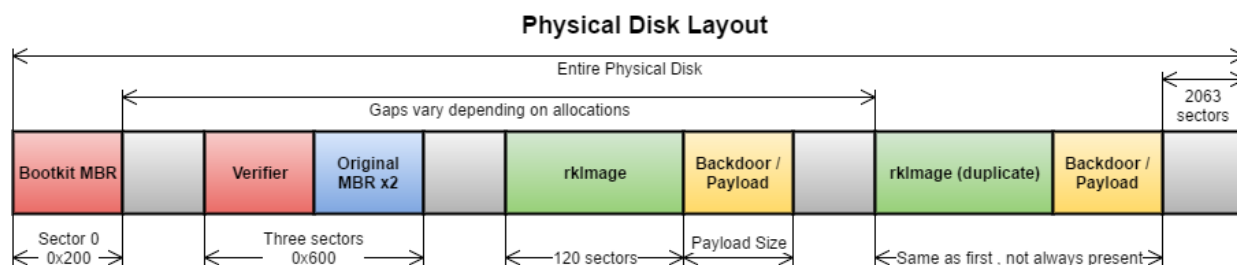 Physical Disk Layout
Entire Physical Disk
Gaps vary depending on allocations
2063
sectors
Bootkit MBR
Verifier
Original
MBR x2
rkImage
Backdoor /
Payload
rkImage (duplicate)
Backdoor /
Payload
Sector 0
0x200
Three sectors
0x600
120 sectors
Payload Size
Same as first , not always present